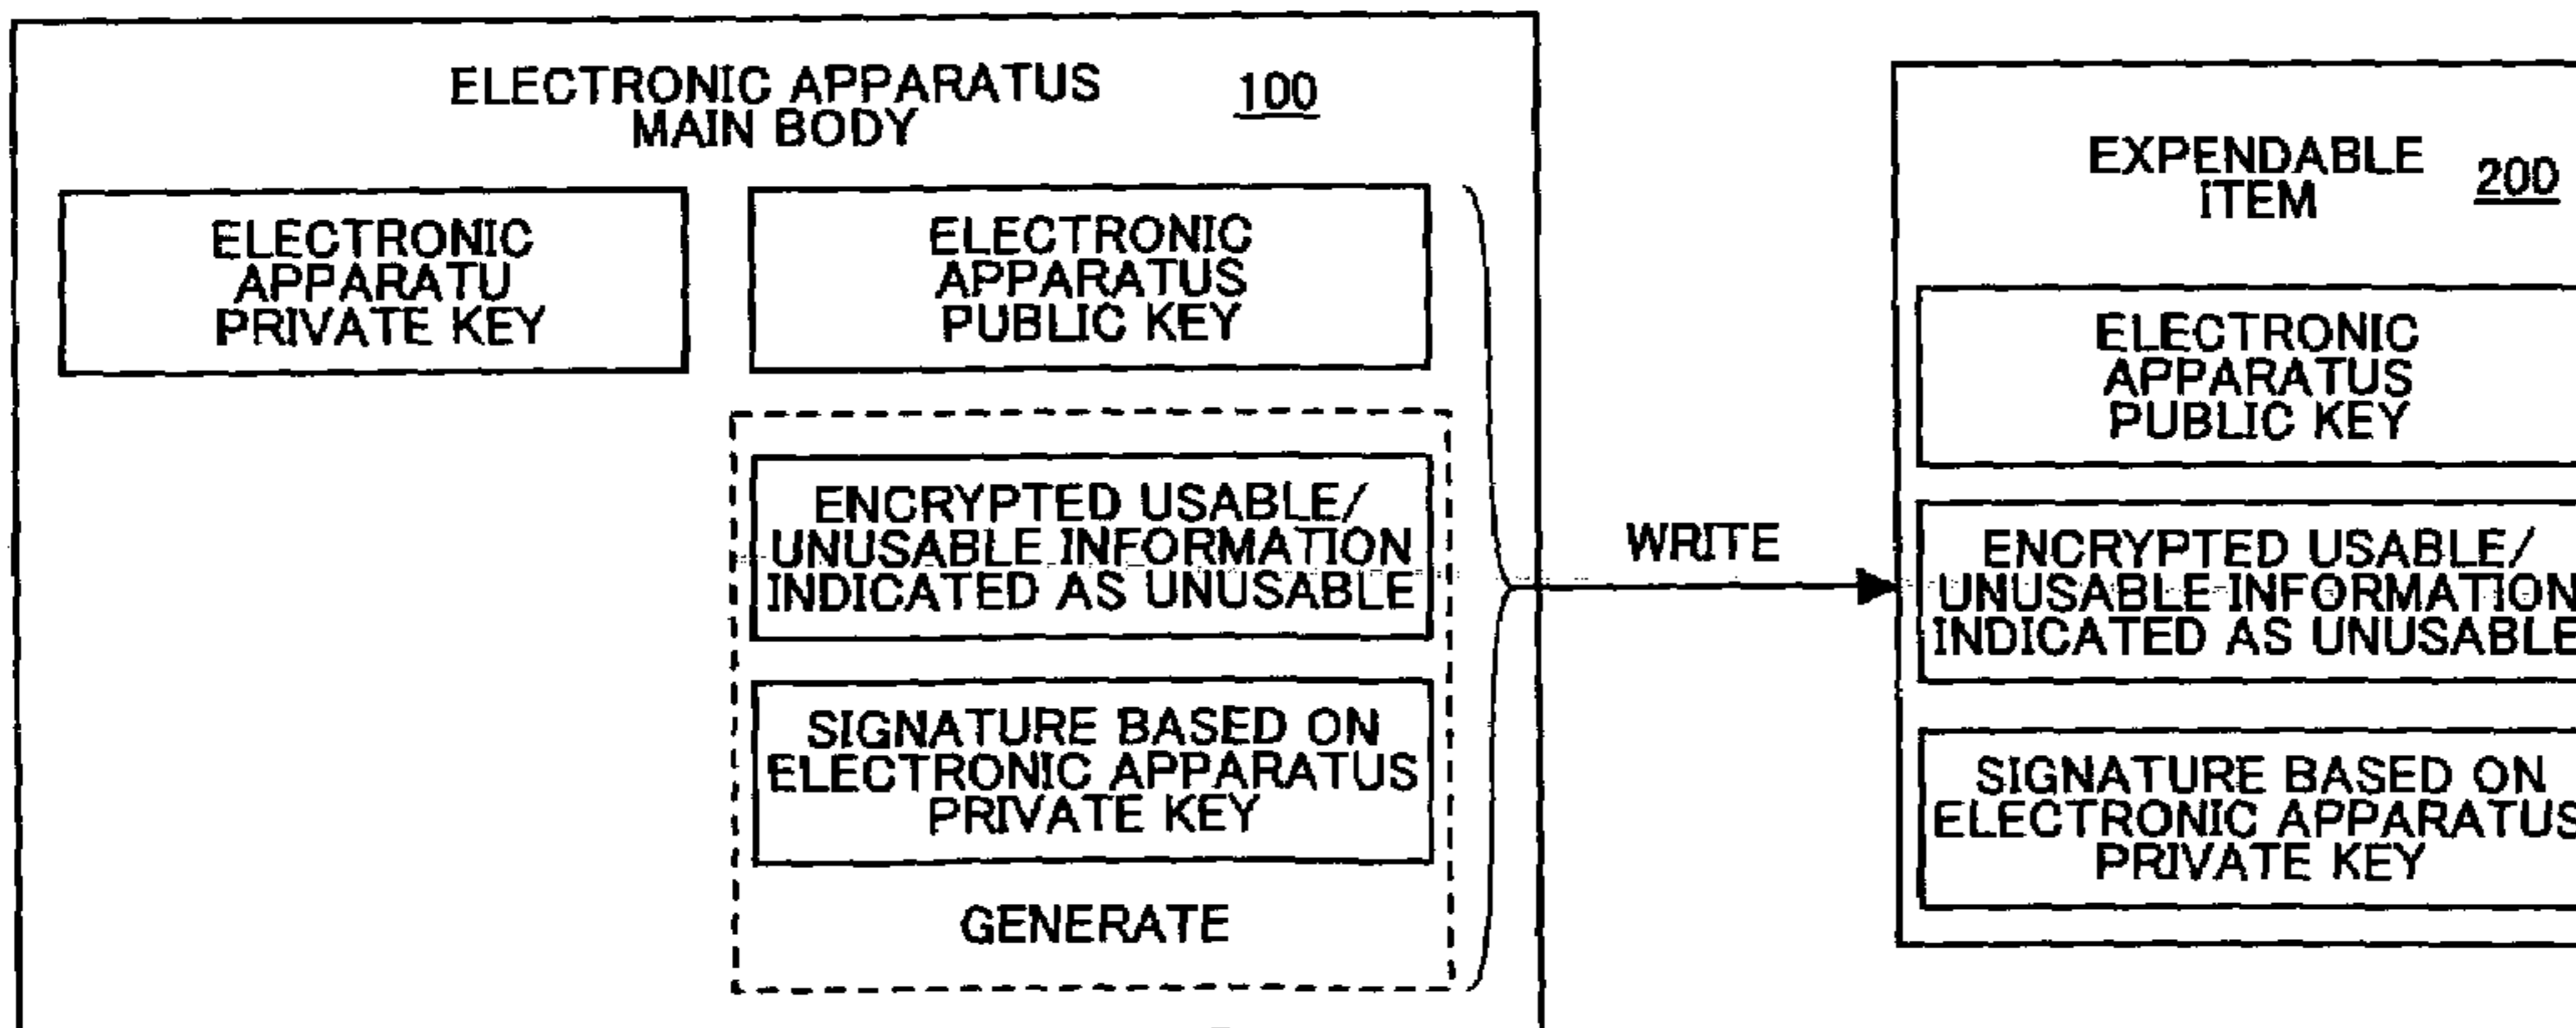 ELECTRONIC APPARATUS
MAIN BODY
100
ELECTRONIC
APPARATU
PRIVATE KEY
ELECTRONIC
APPARATUS
PUBLIC KEY
ENCRYPTED USABLE/
UNUSABLE INFORMATION
INDICATED AS UNUSABLE
SIGNATURE BASED ON
ELECTRONIC APPARATUS
PRIVATE KEY
GENERATE
WRITE
EXPENDABLE
ITEM
200
ELECTRONIC
APPARATUS
PUBLIC KEY
ENCRYPTED USABLE/
UNUSABLE INFORMATION
INDICATED AS UNUSABLE
SIGNATURE BASED ON
ELECTRONIC APPARATUS
PRIVATE KEY